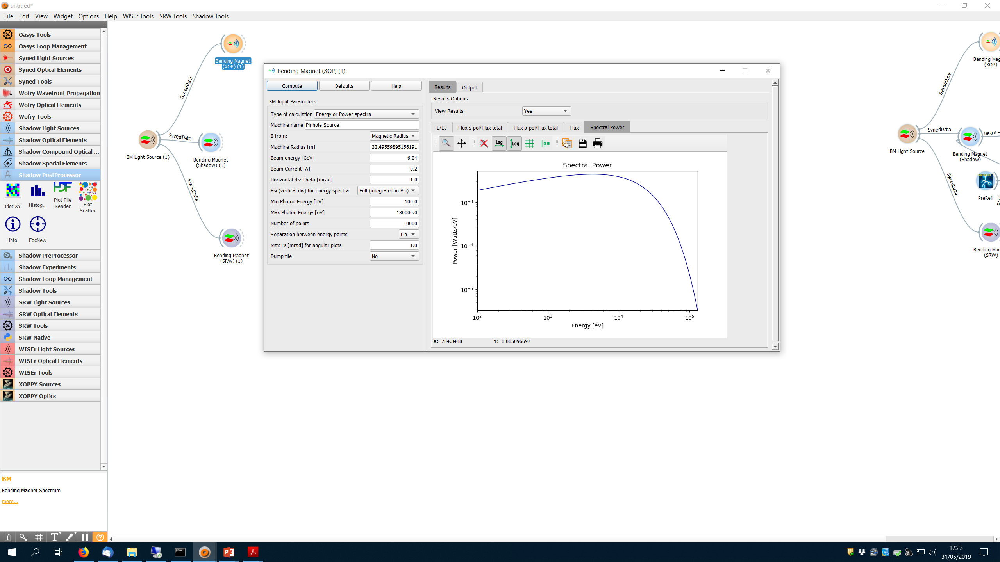 untitled*
File Edit View Widget Options Help WISEr Tools SRW Tools Shadow Tools
Oasys Tools
Oasys Loop Management
Syned Light Sources
Syned Optical Elements
Syned Tools
Wofry Wavefront Propagation
Wofry Optical Elements
Wofry Tools
Shadow Light Sources
Shadow Optical Elements
Shadow Compound Optical ...
Shadow Special Elements
Shadow PostProcessor
Plot XY
Histog...
HDF
Plot File
Reader
Plot
Scatter
Info
FocNew
Shadow PreProcessor
Shadow Experiments
Shadow Loop Management
Shadow Tools
SRW Light Sources
SRW Optical Elements
SRW Tools
SRW Native
WISEr Light Sources
WISEr Optical Elements
WISEr Tools
XOPPY Sources
XOPPY Optics
BM
Bending Magnet Spectrum
more...
Bending Magnet
(XOP) (1)
SynedData
SynedData
SynedData
BM Light Source (1)
Bending Magnet
(Shadow) (1)
Bending Magnet
(SRW) (1)
Bending Magnet (XOP) (1)
Compute Defaults Help
BM Input Parameters
Type of calculation Energy or Power spectra
Machine name Pinhole Source
B from: Magnetic Radius
Machine Radius [m] 32.49559895156191
Beam energy [GeV] 6.04
Beam Current [A] 0.2
Horizontal div Theta [mrad] 1.0
Psi (vertical div) for energy spectra Full (integrated in Psi)
Min Photon Energy [eV] 100.0
Max Photon Energy [eV] 130000.0
Number of points 10000
Separation between energy points Lin
Max Psi[mrad] for angular plots 1.0
Dump file No
Results Output
Results Options
View Results Yes
E/Ec Flux s-pol/Flux total Flux p-pol/Flux total Flux Spectral Power
Log Log
Spectral Power
Power [Watts/eV]
10⁻³
10⁻⁴
10⁻⁵
10² 10³ 10⁴ 10⁵
Energy [eV]
X: 284.3418 Y: 0.005096697
Bending Mag
(XOP)
SynedData
SynedData
SynedData
Beam
BM Light Source
Bending Magnet
(Shadow)
PREREFL
PreRefl
Bending Mag
(SRW)
17:23
31/05/2019